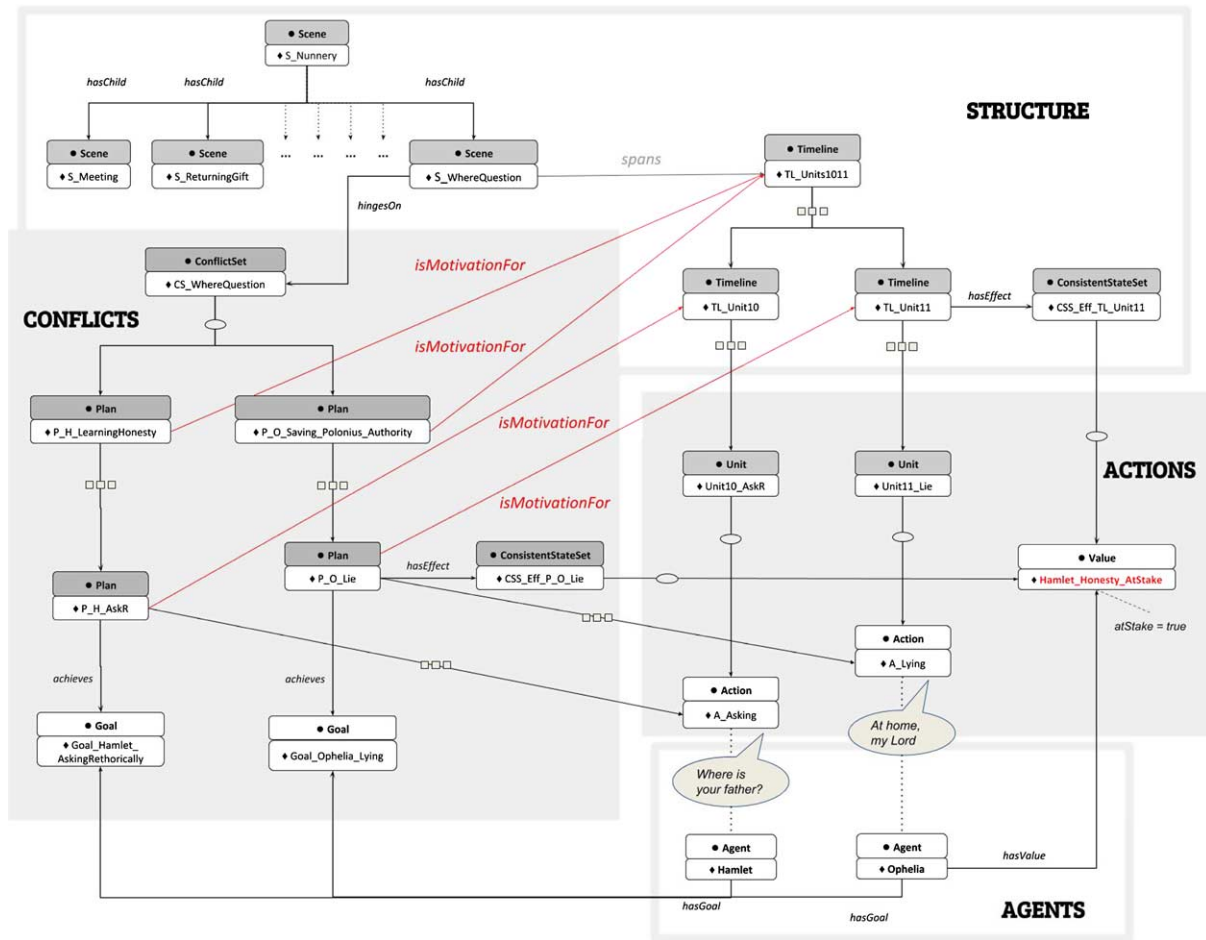 ● Scene
♦ S_Nunnery
hasChild
hasChild
hasChild
STRUCTURE
● Scene
♦ S_Meeting
● Scene
♦ S_ReturningGift
... ... ... ...
● Scene
♦ S_WhereQuestion
spans
● Timeline
♦ TL_Units1011
hingesOn
● ConflictSet
♦ CS_WhereQuestion
isMotivationFor
● Timeline
♦ TL_Unit10
● Timeline
♦ TL_Unit11
hasEffect
● ConsistentStateSet
♦ CSS_Eff_TL_Unit11
CONFLICTS
isMotivationFor
● Plan
♦ P_H_LearningHonesty
● Plan
♦ P_O_Saving_Polonius_Authority
isMotivationFor
● Unit
♦ Unit10_AskR
● Unit
♦ Unit11_Lie
ACTIONS
isMotivationFor
● Plan
♦ P_H_AskR
● Plan
♦ P_O_Lie
hasEffect
● ConsistentStateSet
♦ CSS_Eff_P_O_Lie
● Value
♦ Hamlet_Honesty_AtStake
atStake = true
● Action
♦ A_Lying
achieves
achieves
● Action
♦ A_Asking
● Goal
♦ Goal_Hamlet_
AskingRethorically
● Goal
♦ Goal_Ophelia_Lying
At home,
my Lord
Where is
your father?
● Agent
♦ Hamlet
● Agent
♦ Ophelia
hasValue
hasGoal
hasGoal
AGENTS